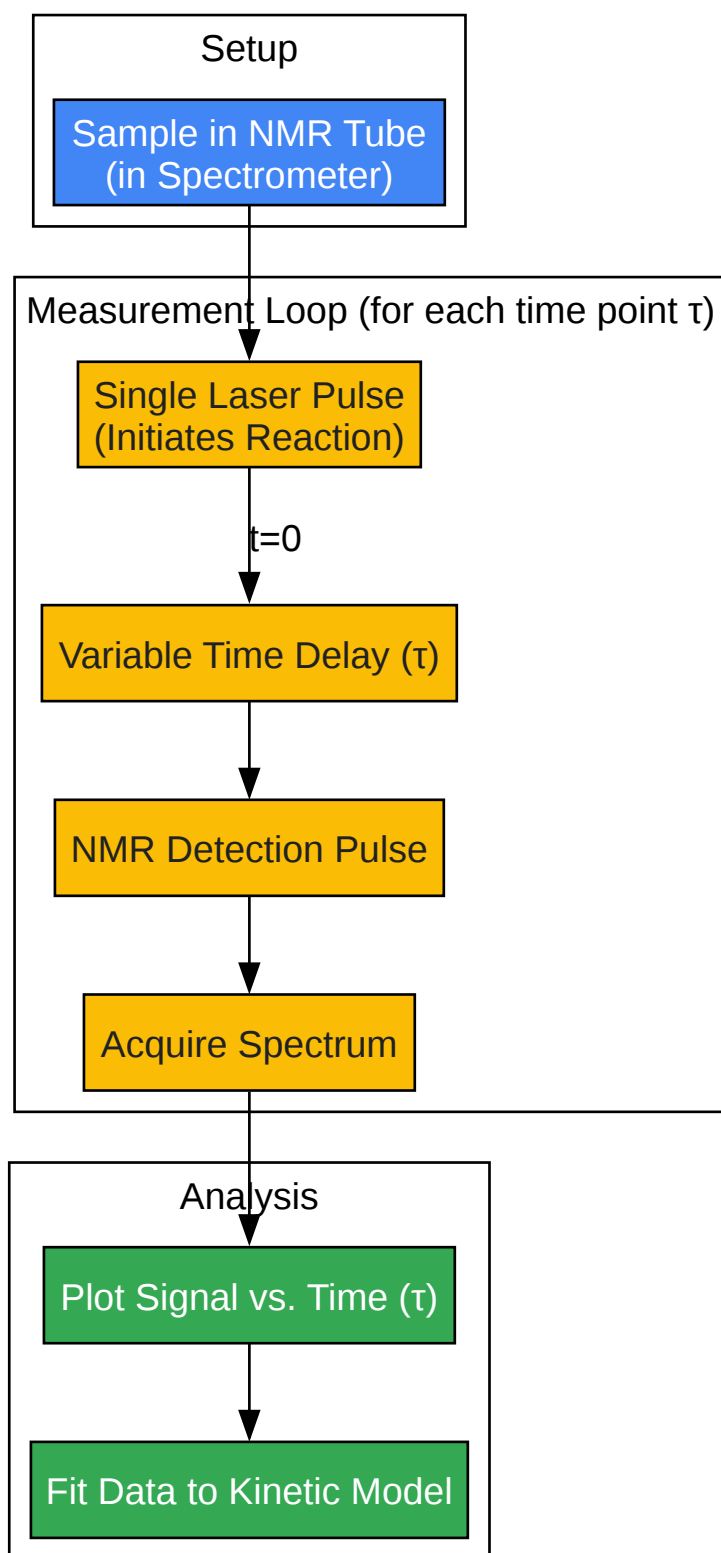 Setup
Sample in NMR Tube
(in Spectrometer)
Measurement Loop (for each time point τ)
Single Laser Pulse
(Initiates Reaction)
t=0
Variable Time Delay (τ)
NMR Detection Pulse
Acquire Spectrum
Analysis
Plot Signal vs. Time (τ)
Fit Data to Kinetic Model